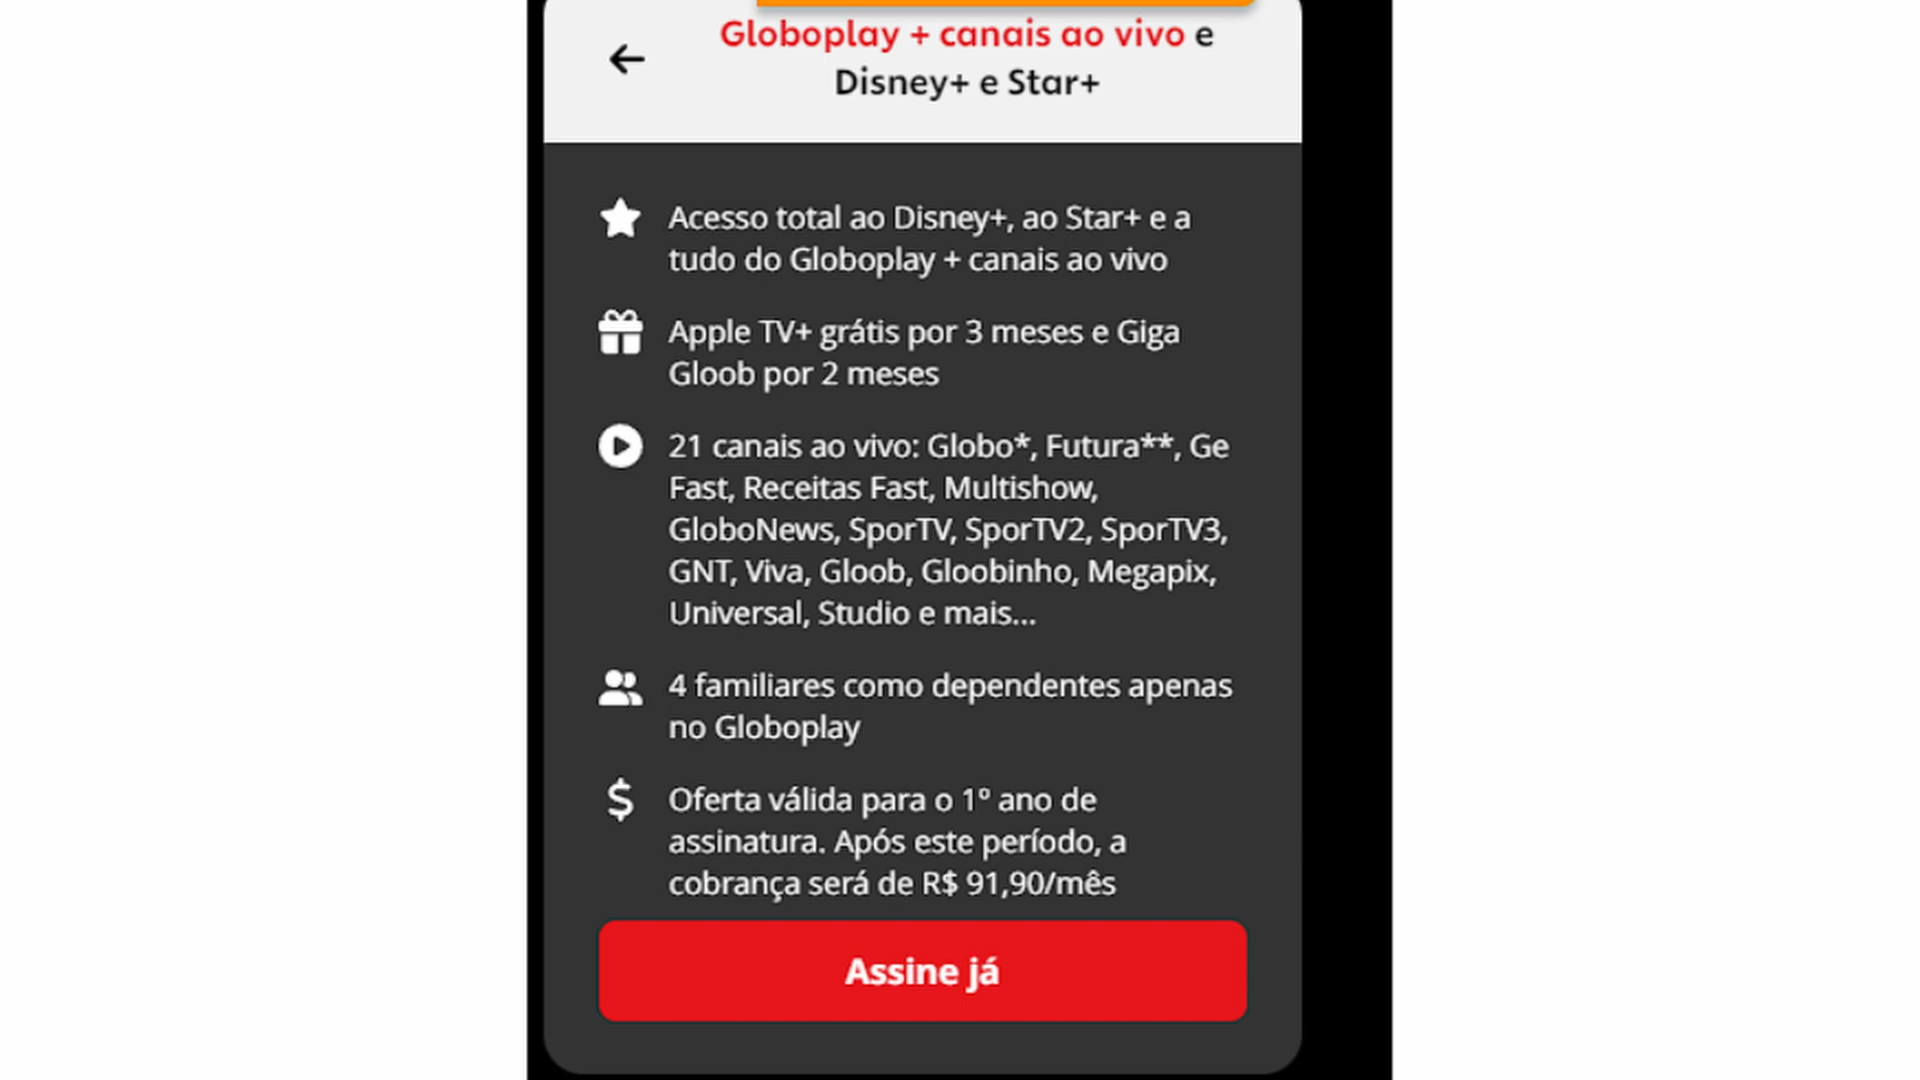 Globoplay + canais ao vivo e
Disney+ e Star+
Acesso total ao Disney+, ao Star+ e a
tudo do Globoplay + canais ao vivo
Apple TV+ grátis por 3 meses e Giga
Gloob por 2 meses
21 canais ao vivo: Globo*, Futura**, Ge
Fast, Receitas Fast, Multishow,
GloboNews, SporTV, SporTV2, SporTV3,
GNT, Viva, Gloob, Gloobinho, Megapix,
Universal, Studio e mais...
4 familiares como dependentes apenas
no Globoplay
Oferta válida para o 1º ano de
assinatura. Após este período, a
cobrança será de R$ 91,90/mês
Assine já